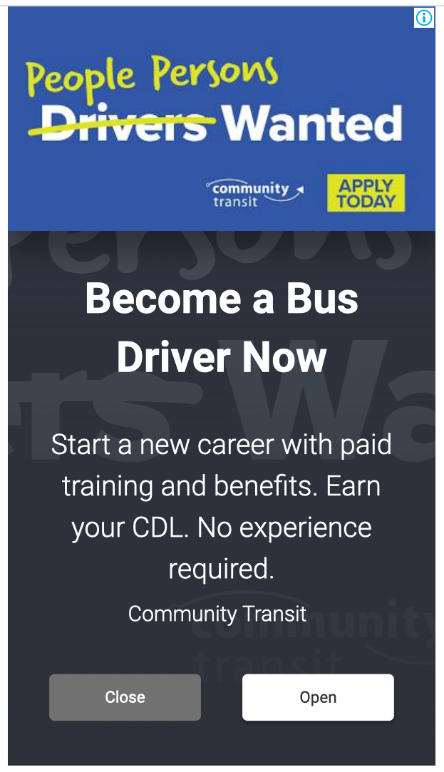 People Persons
Drivers Wanted
community
transit
APPLY
TODAY
Become a Bus
Driver Now
Start a new career with paid
training and benefits. Earn
your CDL. No experience
required.
Community Transit
Close
Open